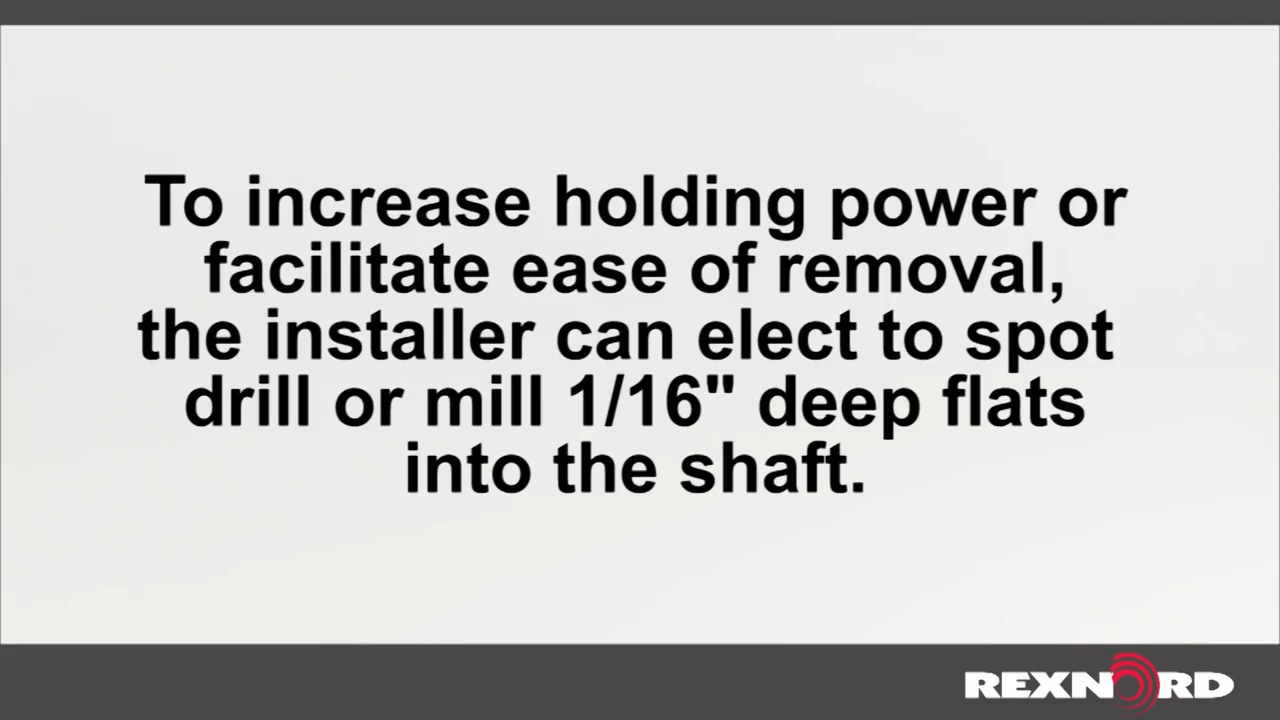 To increase holding power or
facilitate ease of removal,
the installer can elect to spot
drill or mill 1/16" deep flats
into the shaft.
REXNORD